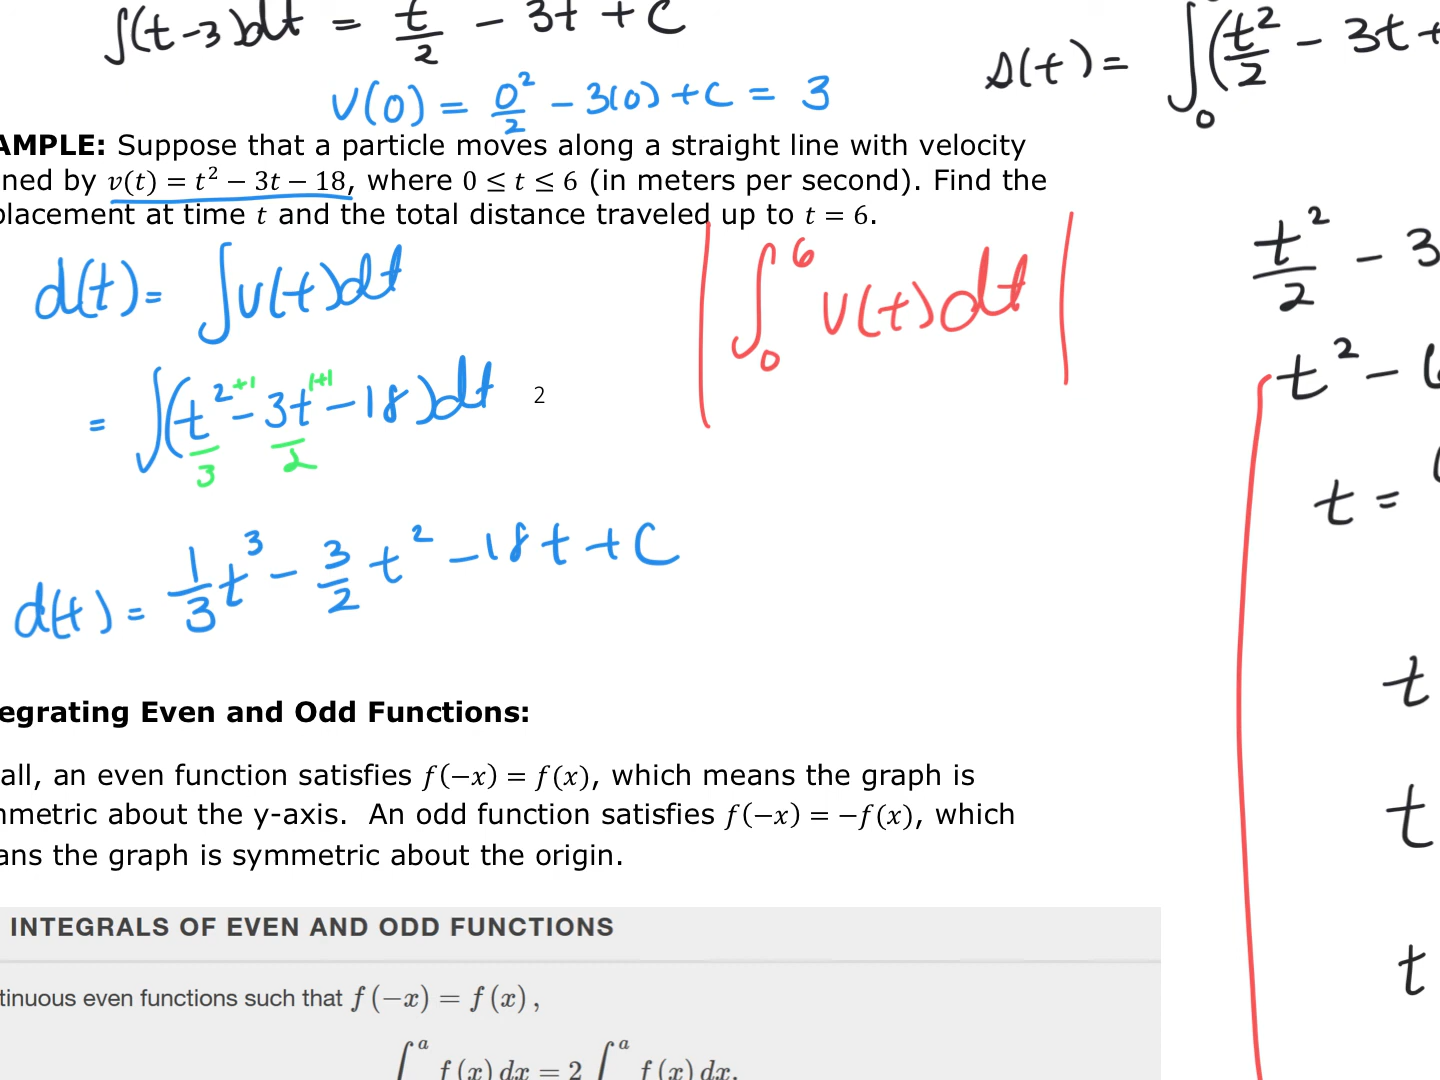 ∫(t-3)dt = t/2 - 3t + C
v(0) = 0²/2 - 3(0) + C = 3
s(t) = ∫₀ (t²/2 - 3t +
AMPLE: Suppose that a particle moves along a straight line with velocity
ned by v(t) = t² − 3t − 18, where 0 ≤ t ≤ 6 (in meters per second). Find the
placement at time t and the total distance traveled up to t = 6.
d(t) = ∫v(t)dt
= ∫(t²⁺¹/3 - 3t¹⁺¹/2 - 18)dt
2
d(t) = 1/3 t³ - 3/2 t² - 18t + C
|∫₀⁶ v(t)dt|
t²/2 - 3
t² -
t =
t
t
t
egrating Even and Odd Functions:
all, an even function satisfies f(−x) = f(x), which means the graph is
mmetric about the y-axis. An odd function satisfies f(−x) = −f(x), which
ans the graph is symmetric about the origin.
INTEGRALS OF EVEN AND ODD FUNCTIONS
tinuous even functions such that f(−x) = f(x),
∫ᵃ f(x) dx = 2 ∫ᵃ f(x) dx.